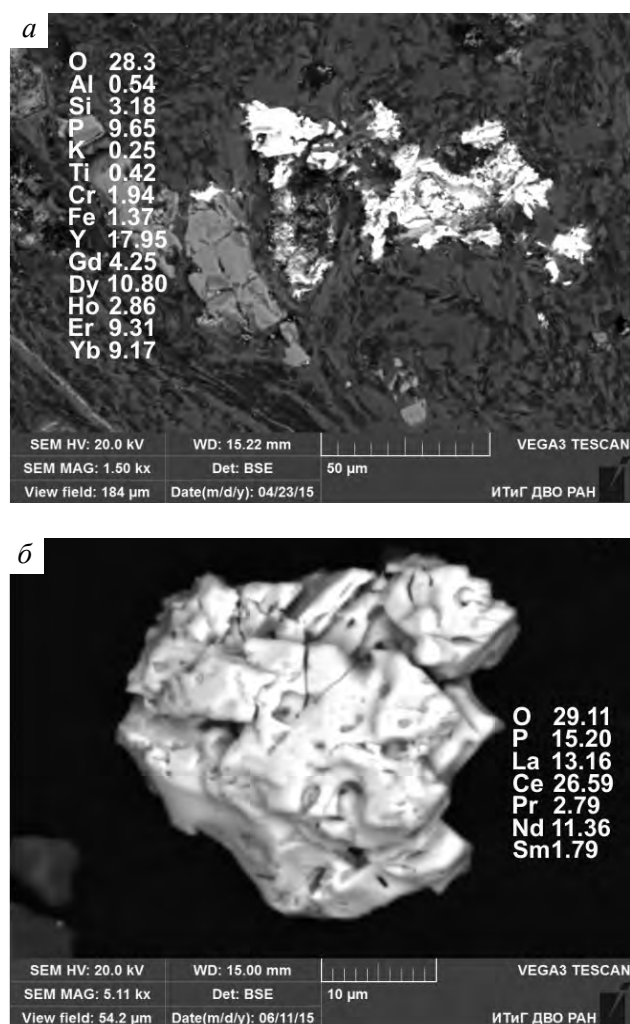 а
O 28.3
Al 0.54
Si 3.18
P 9.65
K 0.25
Ti 0.42
Cr 1.94
Fe 1.37
Y 17.95
Gd 4.25
Dy 10.80
Ho 2.86
Er 9.31
Yb 9.17
SEM HV: 20.0 kV WD: 15.22 mm VEGA3 TESCAN
SEM MAG: 1.50 kx Det: BSE 50 µm
View field: 184 µm Date(m/d/y): 04/23/15 ИТиГ ДВО РАН
б
O 29.11
P 15.20
La 13.16
Ce 26.59
Pr 2.79
Nd 11.36
Sm 1.79
SEM HV: 20.0 kV WD: 15.00 mm VEGA3 TESCAN
SEM MAG: 5.11 kx Det: BSE 10 µm
View field: 54.2 µm Date(m/d/y): 06/11/15 ИТиГ ДВО РАН